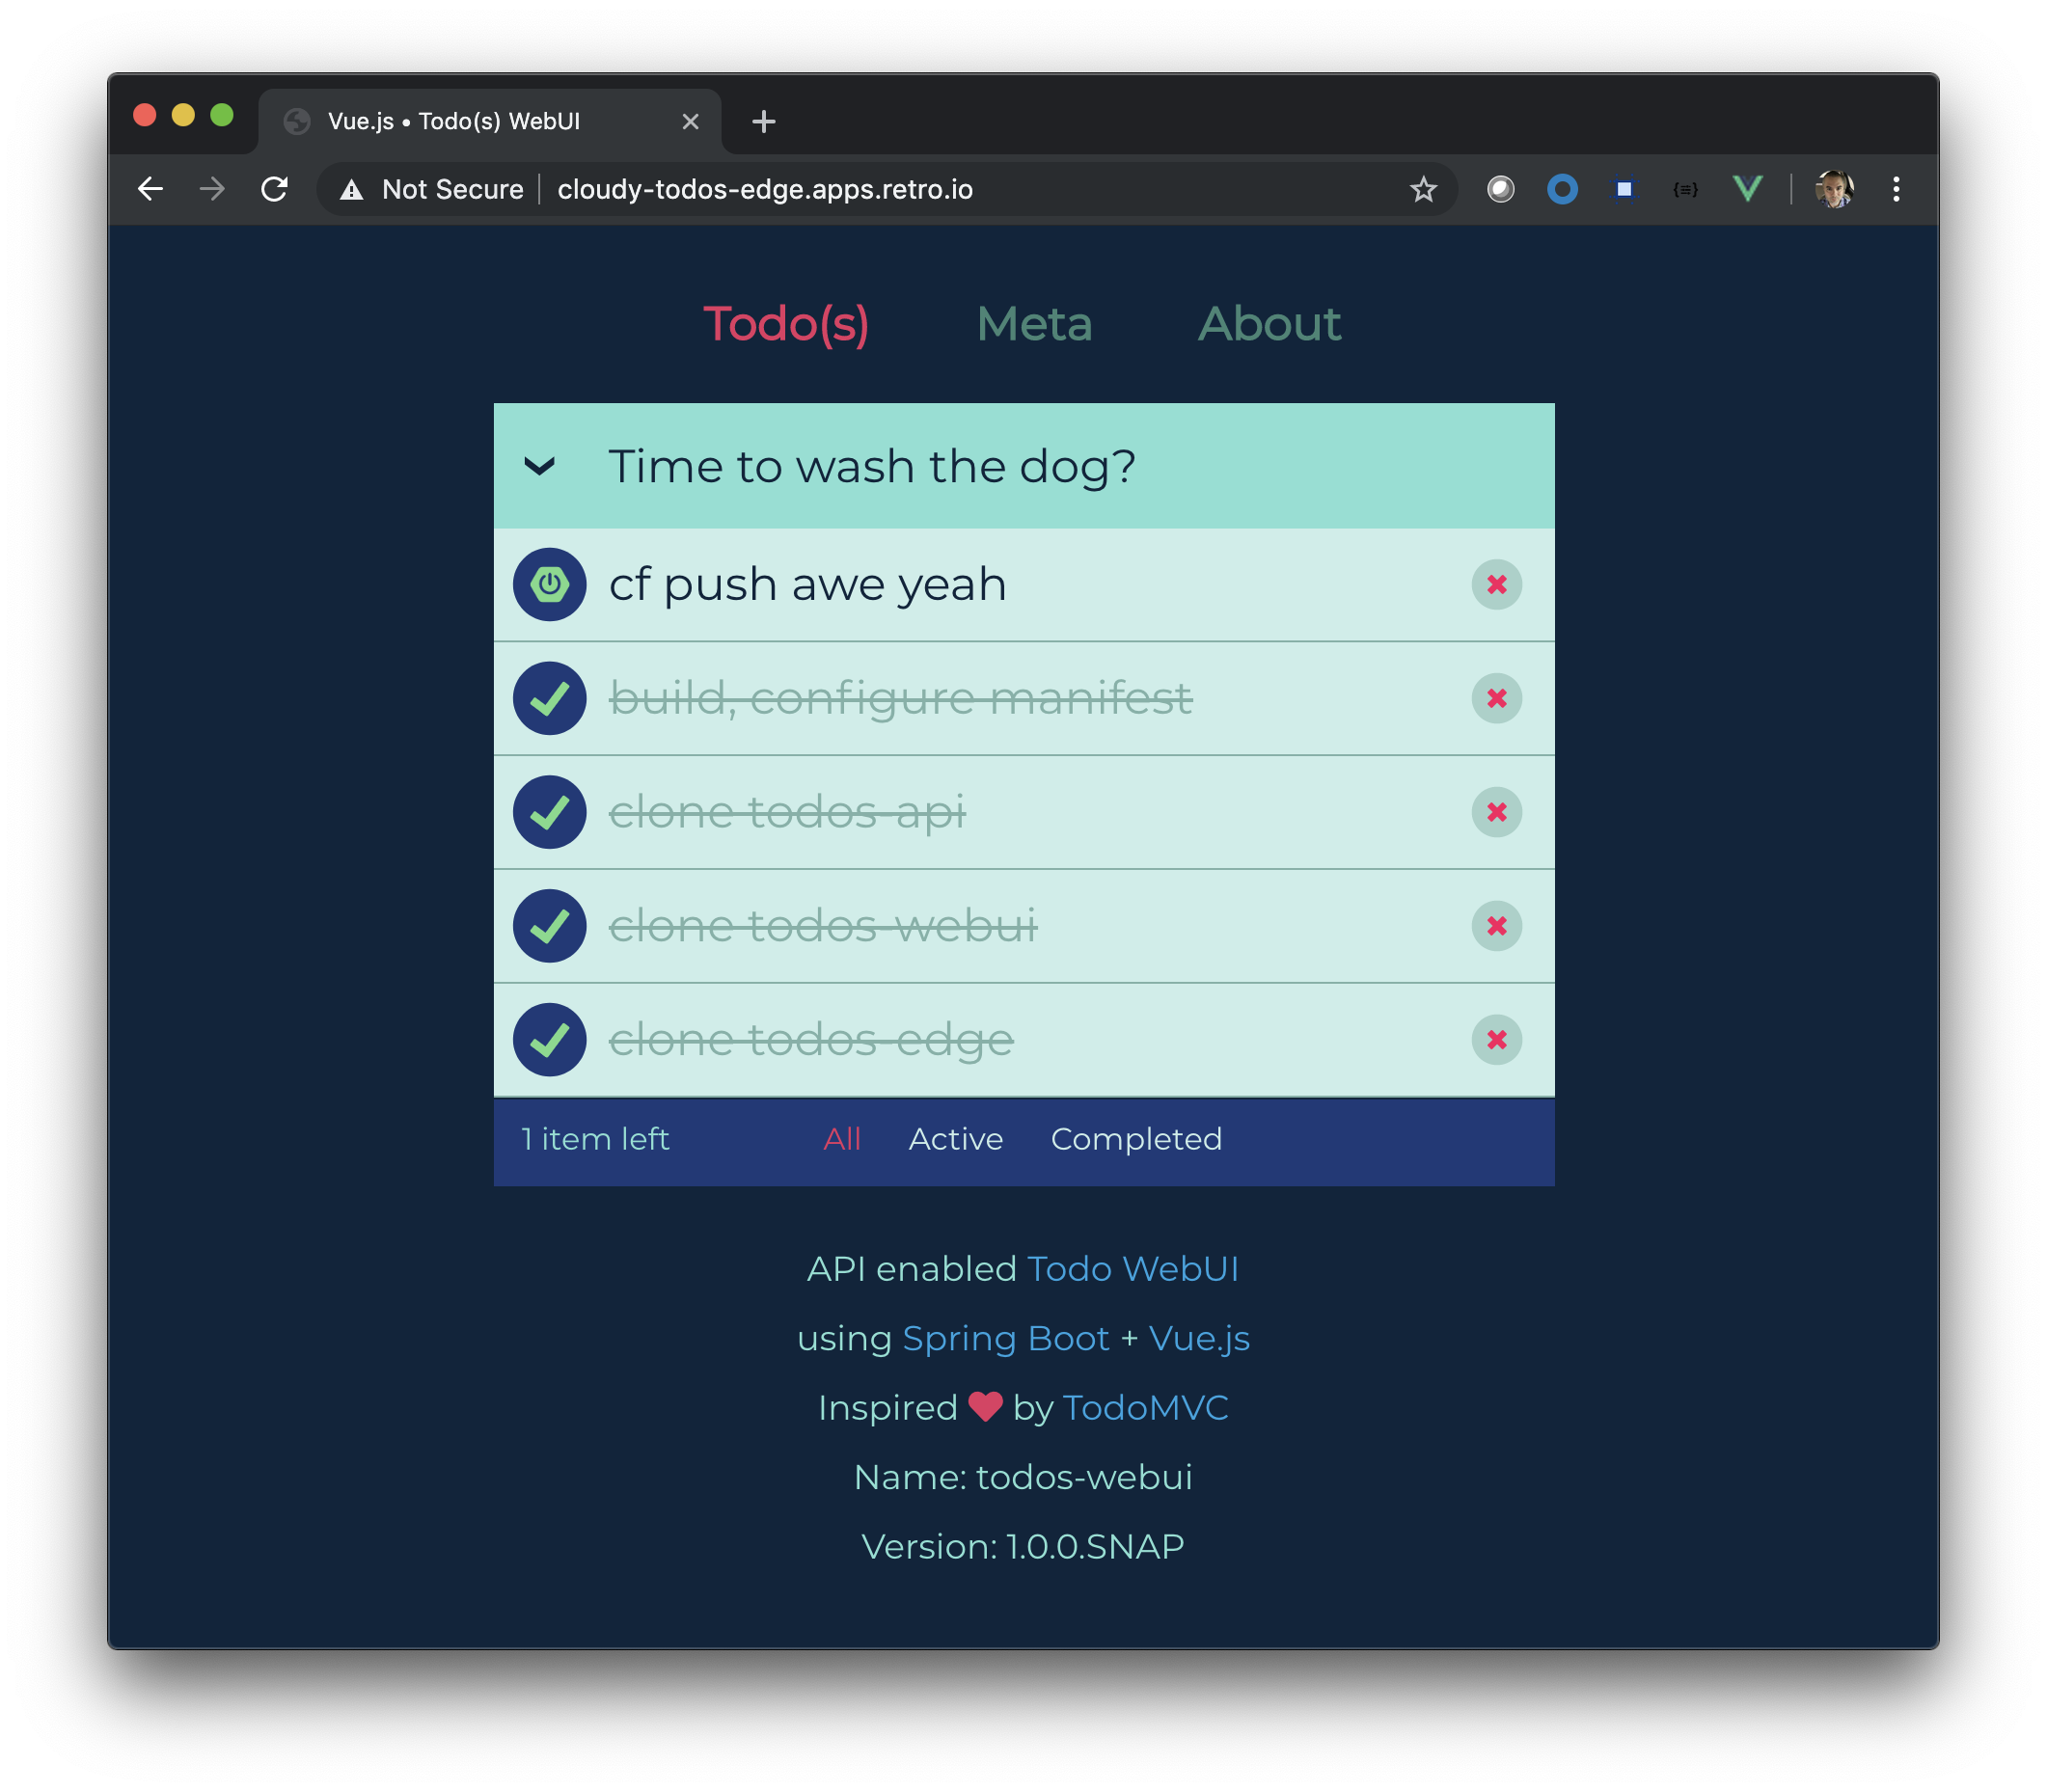 Vue.js • Todo(s) WebUI
Not Secure cloudy-todos-edge.apps.retro.io
Todo(s) Meta About
Time to wash the dog?
cf push awe yeah
build, configure manifest
clone todos-api
clone todos-webui
clone todos-edge
1 item left All Active Completed
API enabled Todo WebUI
using Spring Boot + Vue.js
Inspired ♥ by TodoMVC
Name: todos-webui
Version: 1.0.0.SNAP